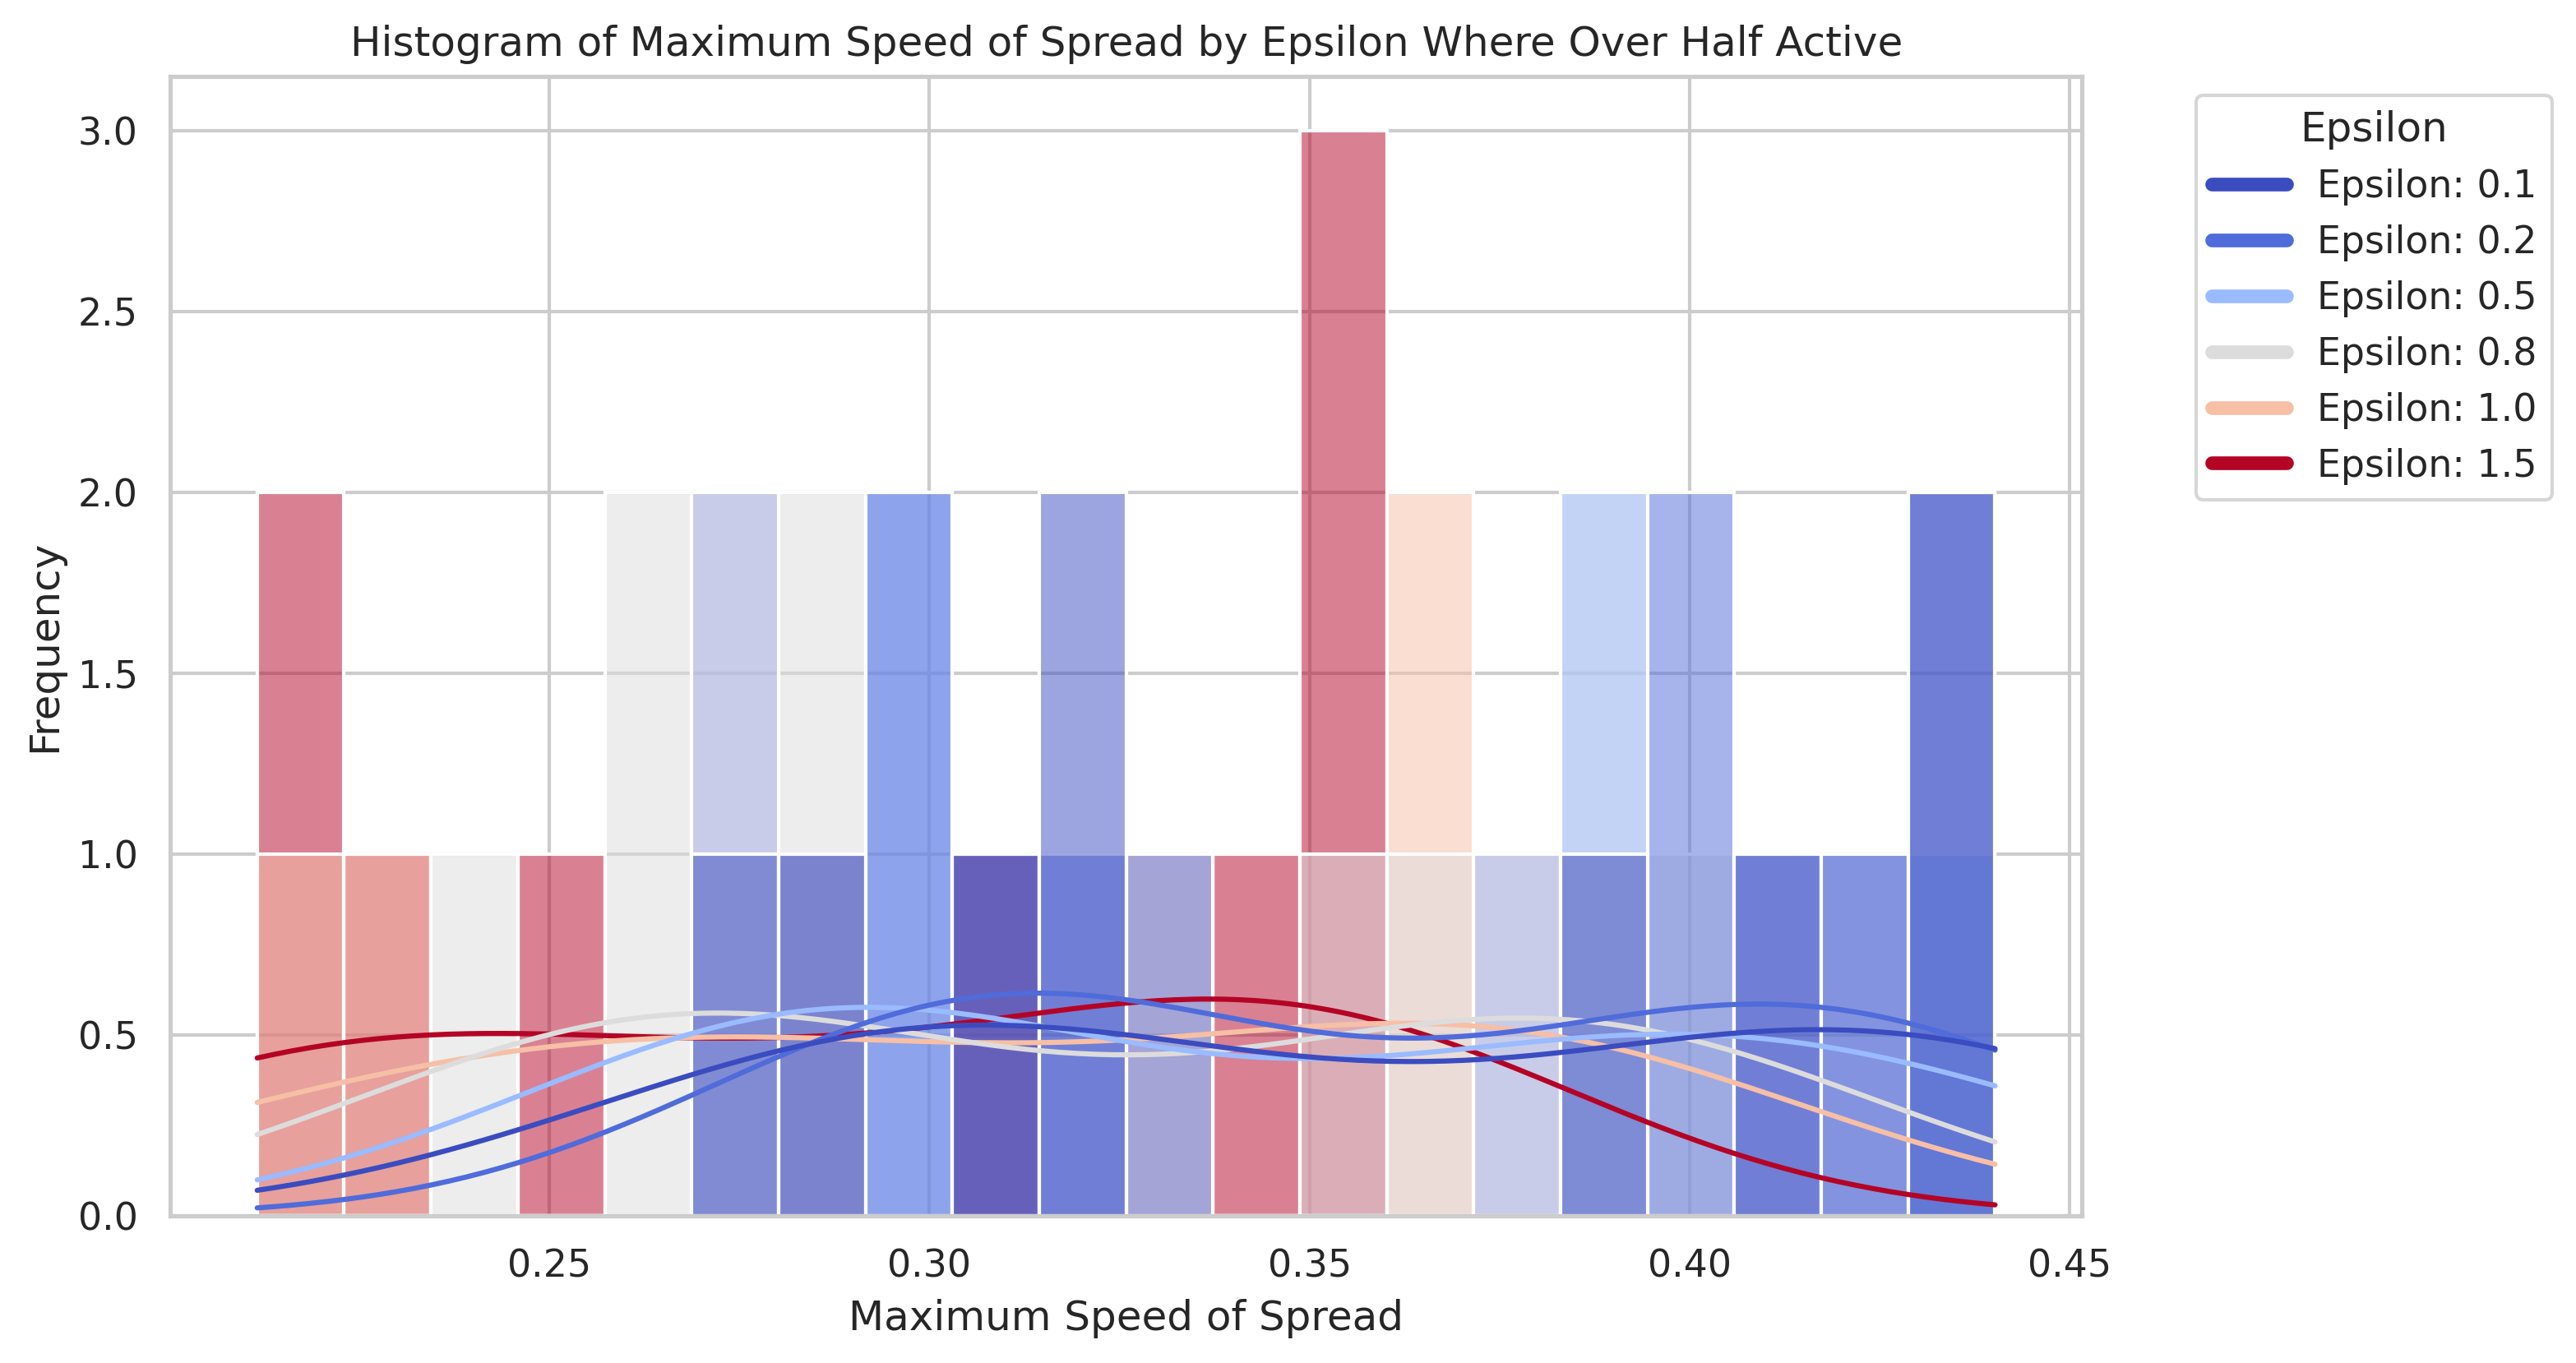 Histogram of Maximum Speed of Spread by Epsilon Where Over Half Active
3.0
2.5
2.0
1.5
1.0
0.5
0.0
Frequency
0.25 0.30 0.35 0.40 0.45
Maximum Speed of Spread
Epsilon
Epsilon: 0.1
Epsilon: 0.2
Epsilon: 0.5
Epsilon: 0.8
Epsilon: 1.0
Epsilon: 1.5